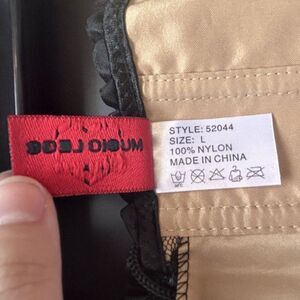 STYLE: 52044
SIZE: L
100% NYLON
MADE IN CHINA